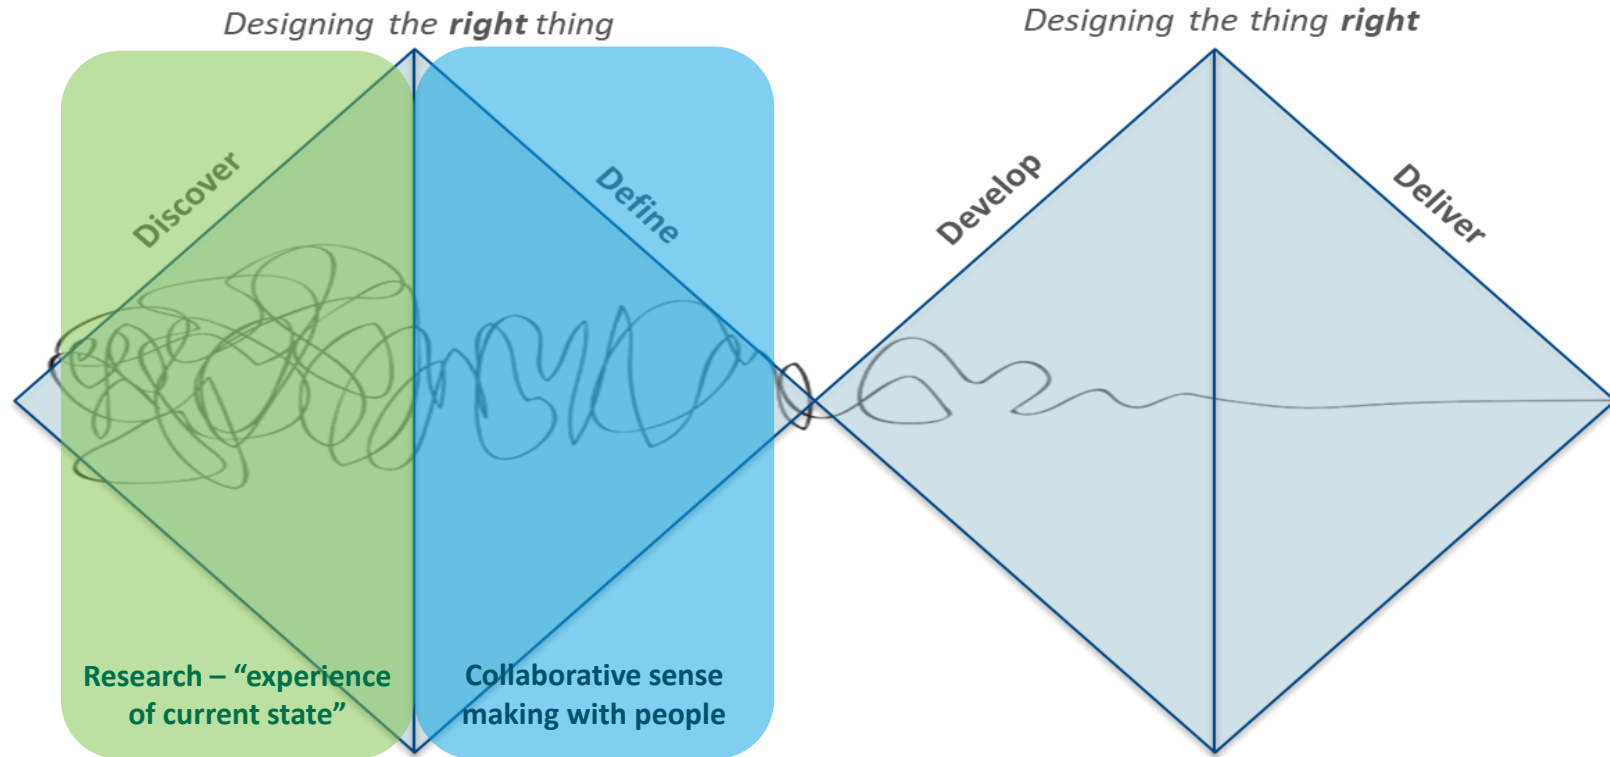 Designing the right thing
Designing the thing right
Discover
Define
Develop
Deliver
Research – “experience
of current state”
Collaborative sense
making with people